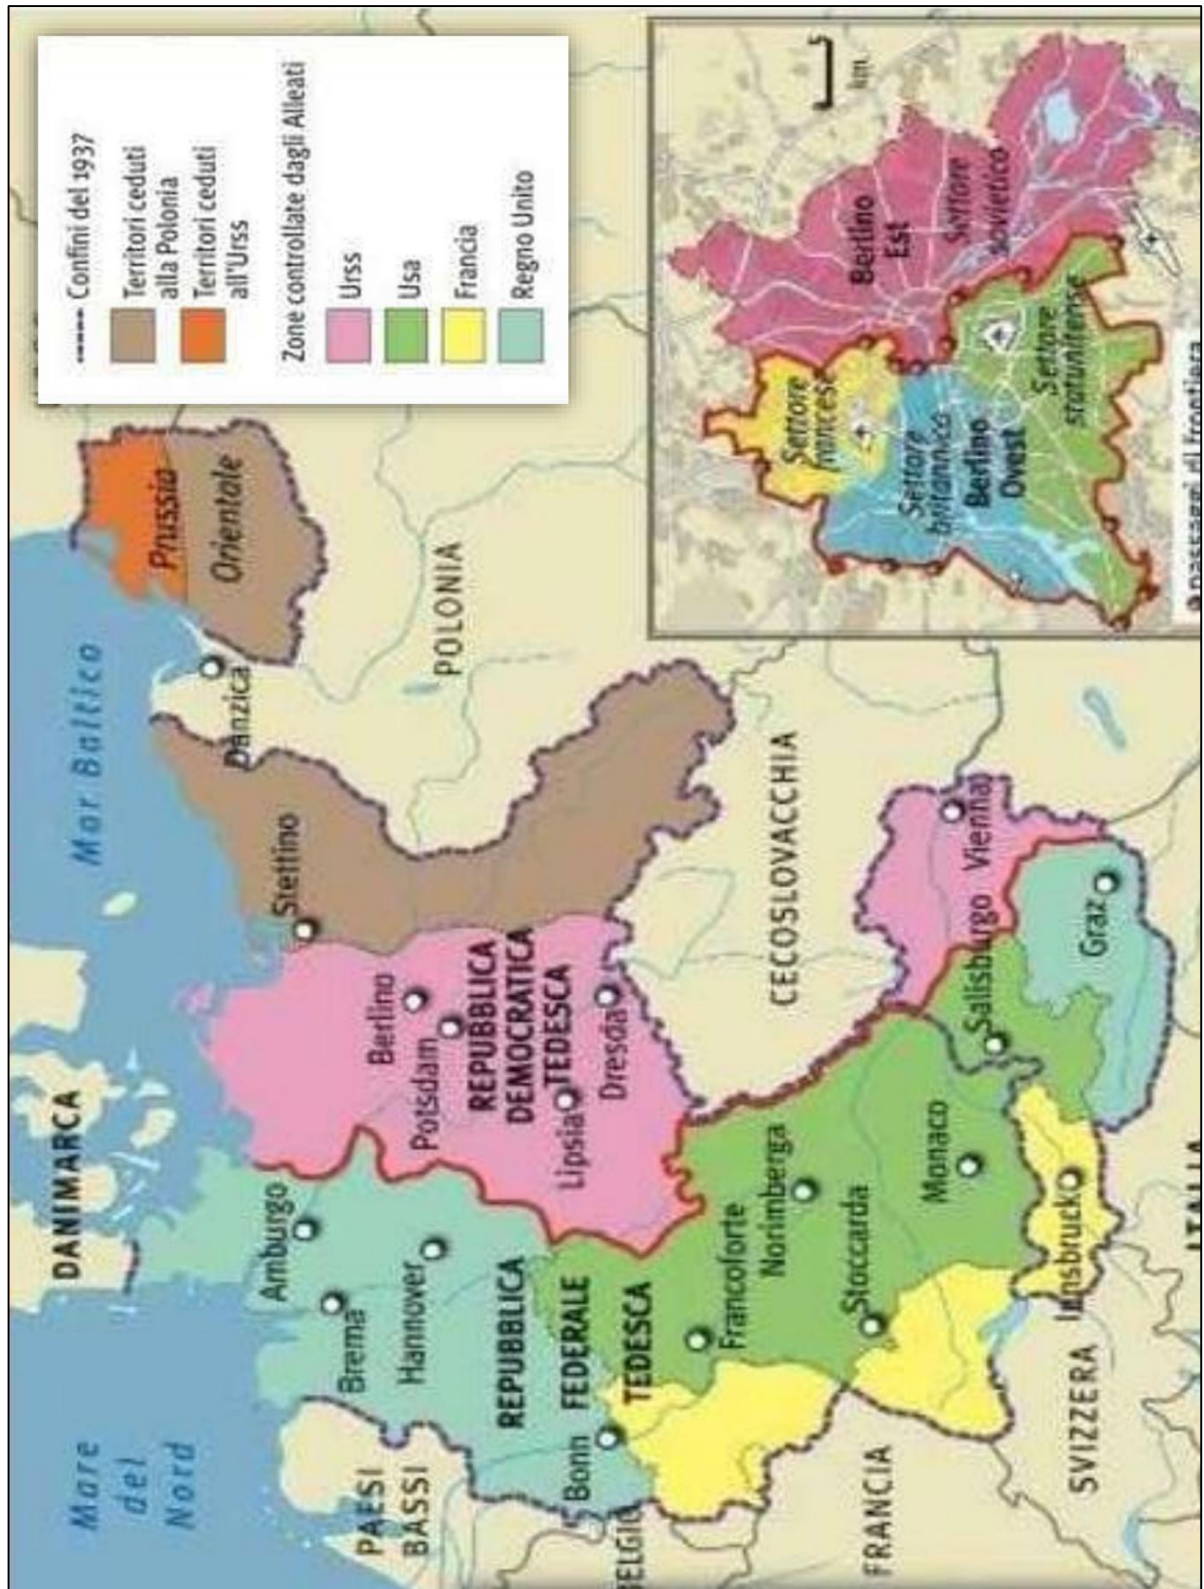 Confini del 1937
Territori ceduti
alla Polonia
Territori ceduti
all'Urss
Zone controllate dagli Alleati
Urss
Usa
Francia
Regno Unito
Mare
del
Nord
DANIMARCA
Mar Baltico
Prussia
Orientale
Danzica
Stettino
POLONIA
PAESI
BASSI
Amburgo
Brema
Hannover
Berlino
Potsdam
REPUBBLICA
DEMOCRATICA
TEDESCA
Lipsia
Dresda
REPUBBLICA
FEDERALE
TEDESCA
Bonn
Francoforte
Norimberga
Stoccarda
Monaco
CECOSLOVACCHIA
Vienna
Salisburgo
Graz
Innsbruck
FRANCIA
SVIZZERA
Settore
francese
Settore
britannico
Berlino
Ovest
Berlino
Est
Settore
sovietico
Settore
statunitense
5
km